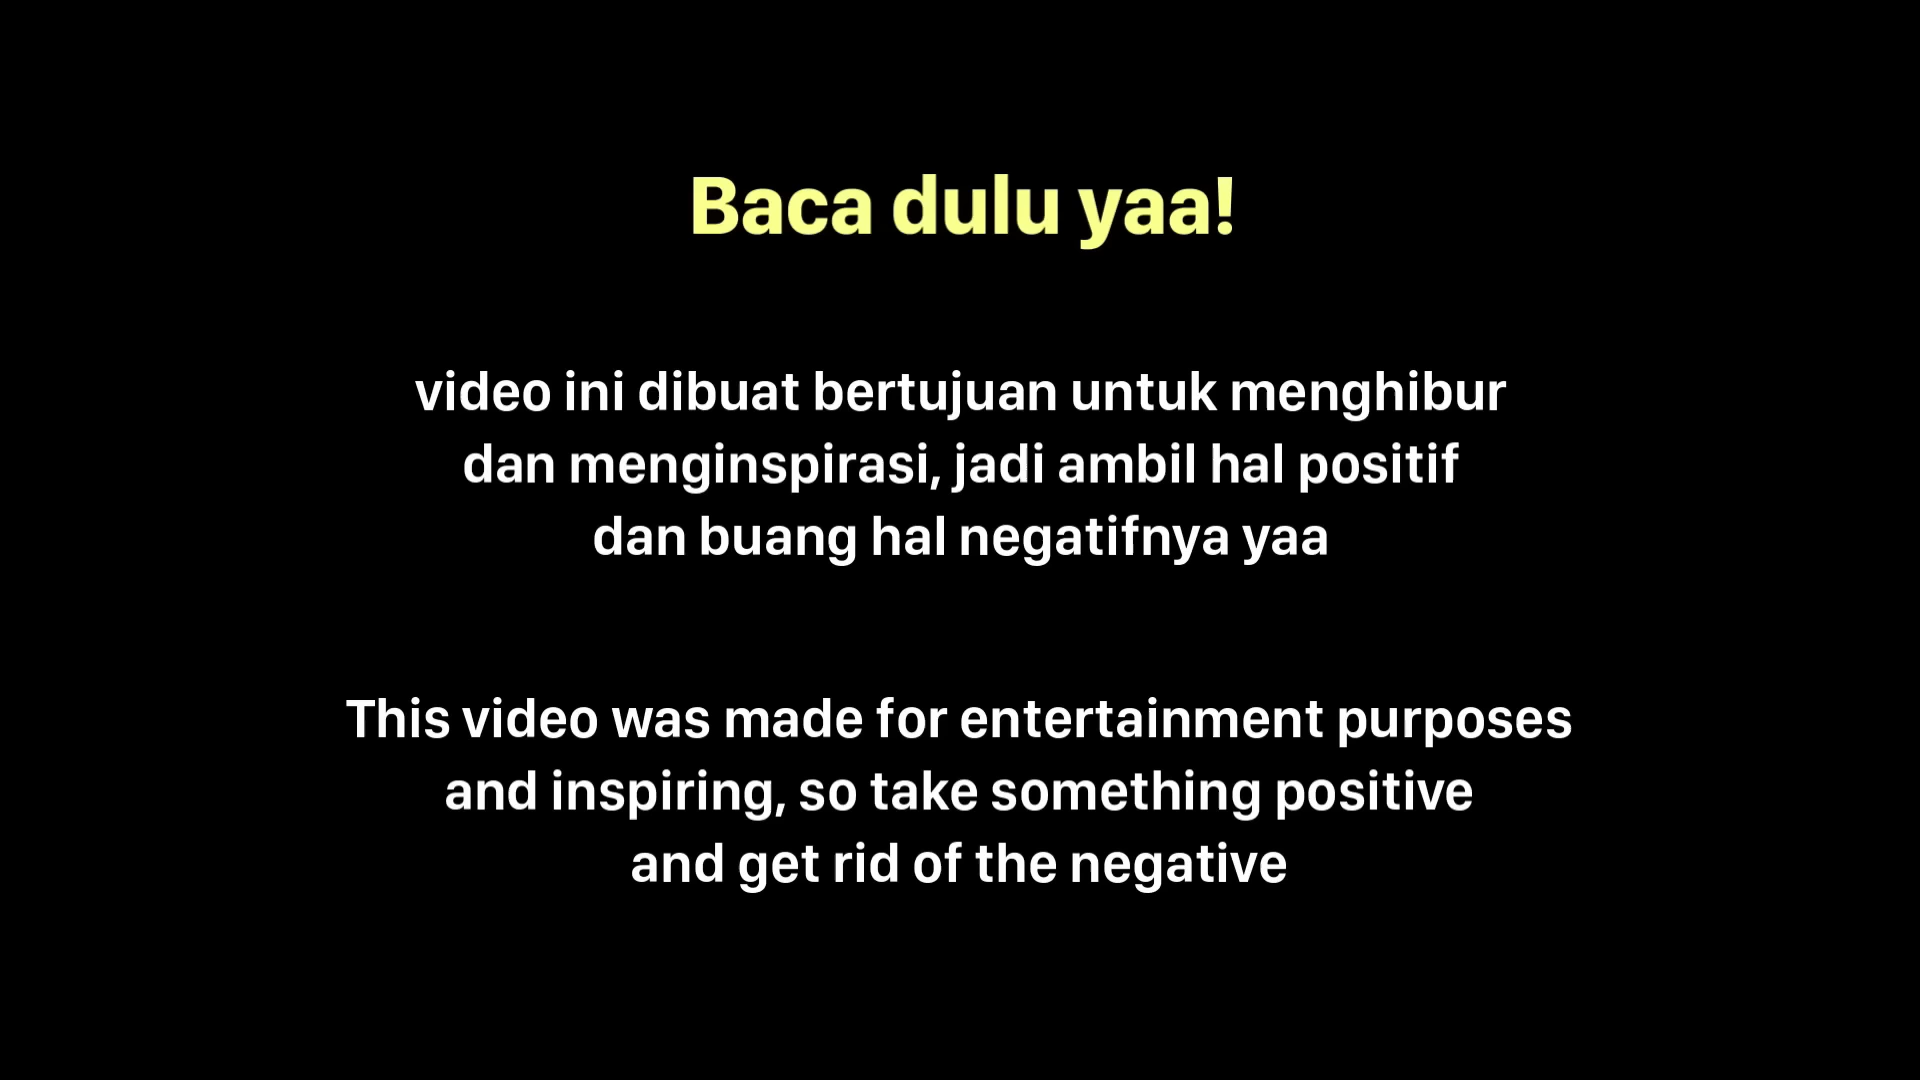 Baca dulu yaa!
video ini dibuat bertujuan untuk menghibur
dan menginspirasi, jadi ambil hal positif
dan buang hal negatifnya yaa
This video was made for entertainment purposes
and inspiring, so take something positive
and get rid of the negative